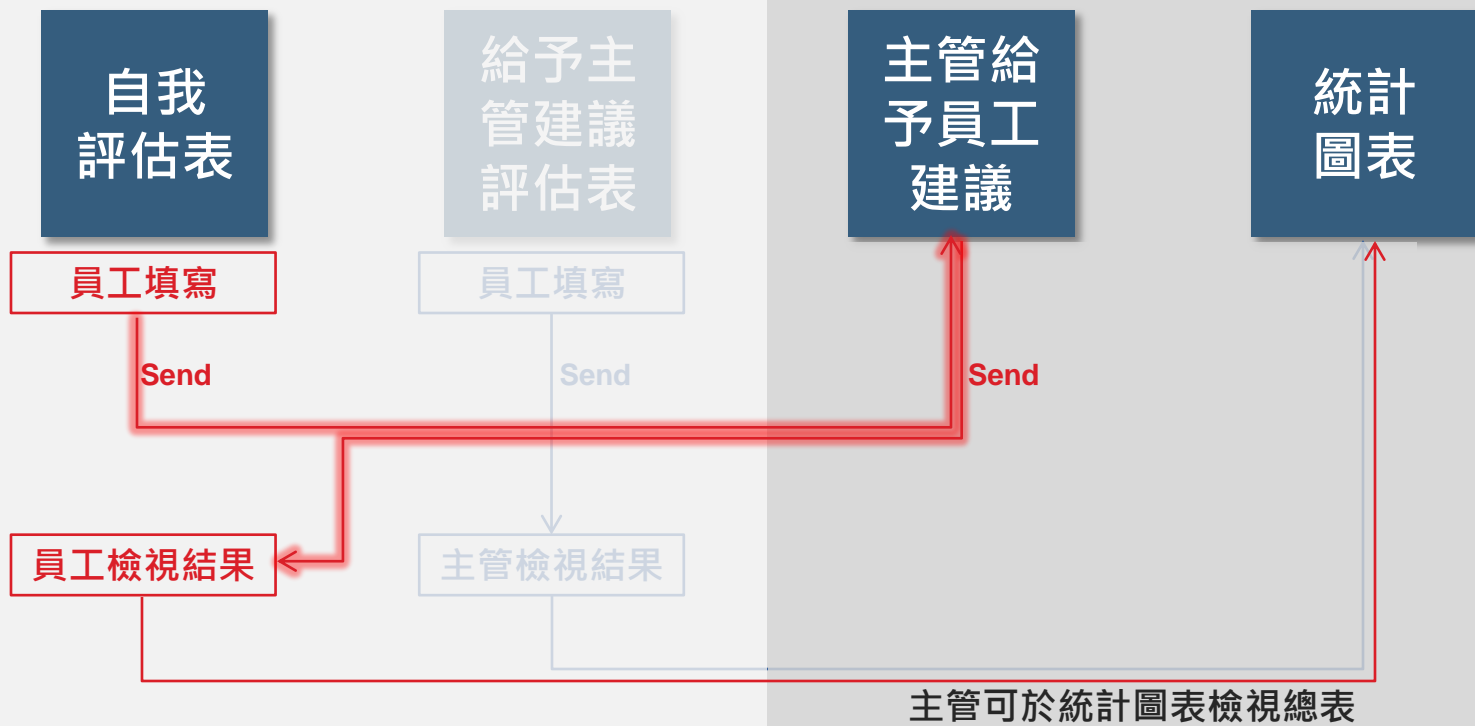 自我
評估表
給予主
管建議
評估表
主管給
予員工
建議
統計
圖表
員工填寫
員工填寫
Send
Send
Send
員工檢視結果
主管檢視結果
主管可於統計圖表檢視總表